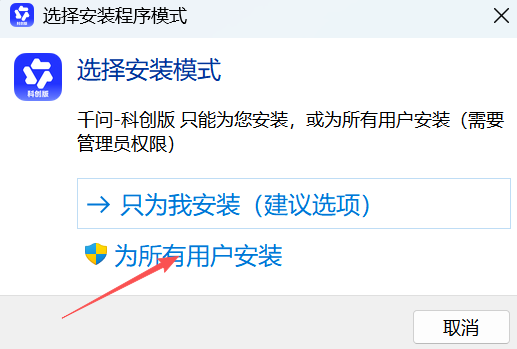 选择安装程序模式
科创版
选择安装模式
千问-科创版 只能为您安装，或为所有用户安装（需要
管理员权限）
只为我安装（建议选项）
为所有用户安装
取消